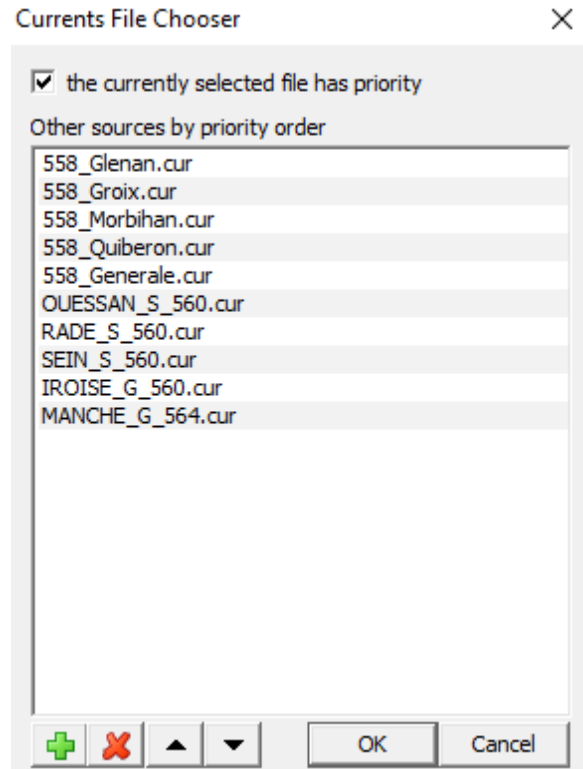 Currents File Chooser
the currently selected file has priority
Other sources by priority order
558_Glenan.cur
558_Groix.cur
558_Morbihan.cur
558_Quiberon.cur
558_Generale.cur
OUESSAN_S_560.cur
RADE_S_560.cur
SEIN_S_560.cur
IROISE_G_560.cur
MANCHE_G_564.cur
OK Cancel